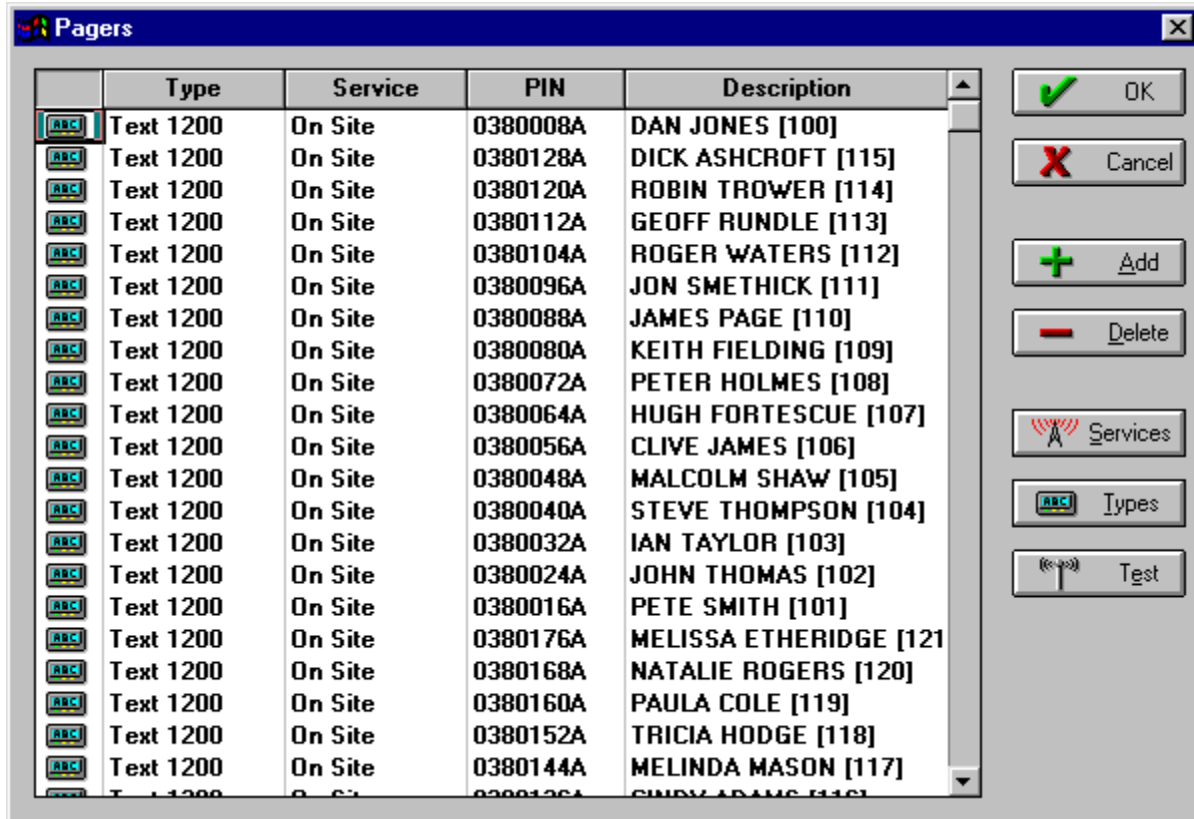 Pagers
Type Service PIN Description
Text 1200 On Site 0380008A DAN JONES [100]
Text 1200 On Site 0380128A DICK ASHCROFT [115]
Text 1200 On Site 0380120A ROBIN TROWER [114]
Text 1200 On Site 0380112A GEOFF RUNDLE [113]
Text 1200 On Site 0380104A ROGER WATERS [112]
Text 1200 On Site 0380096A JON SMETHICK [111]
Text 1200 On Site 0380088A JAMES PAGE [110]
Text 1200 On Site 0380080A KEITH FIELDING [109]
Text 1200 On Site 0380072A PETER HOLMES [108]
Text 1200 On Site 0380064A HUGH FORTESCUE [107]
Text 1200 On Site 0380056A CLIVE JAMES [106]
Text 1200 On Site 0380048A MALCOLM SHAW [105]
Text 1200 On Site 0380040A STEVE THOMPSON [104]
Text 1200 On Site 0380032A IAN TAYLOR [103]
Text 1200 On Site 0380024A JOHN THOMAS [102]
Text 1200 On Site 0380016A PETE SMITH [101]
Text 1200 On Site 0380176A MELISSA ETHERIDGE [121
Text 1200 On Site 0380168A NATALIE ROGERS [120]
Text 1200 On Site 0380160A PAULA COLE [119]
Text 1200 On Site 0380152A TRICIA HODGE [118]
Text 1200 On Site 0380144A MELINDA MASON [117]
OK
Cancel
Add
Delete
Services
Types
Test